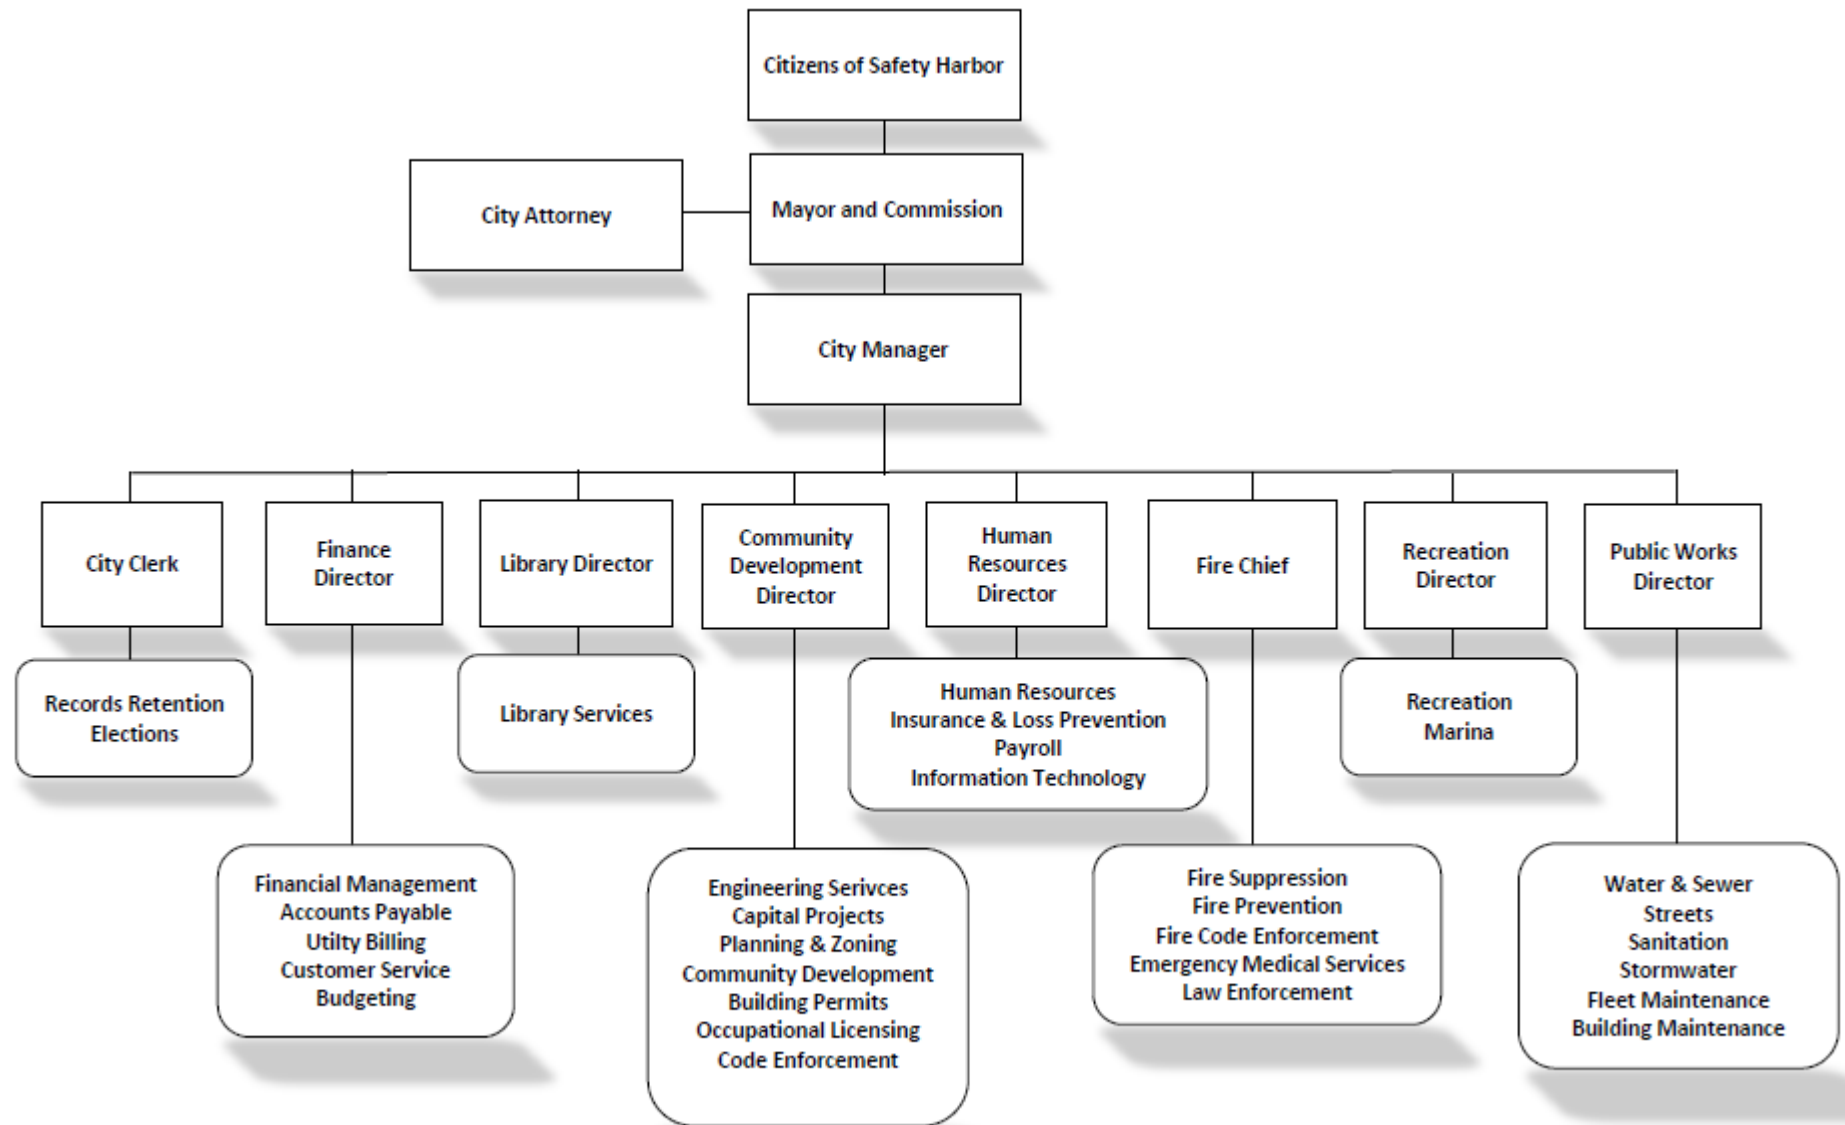 Citizens of Safety Harbor
City Attorney
Mayor and Commission
City Manager
City Clerk
Finance
Director
Library Director
Community
Development
Director
Human
Resources
Director
Fire Chief
Recreation
Director
Public Works
Director
Records Retention
Elections
Library Services
Human Resources
Insurance & Loss Prevention
Payroll
Information Technology
Recreation
Marina
Financial Management
Accounts Payable
Utilty Billing
Customer Service
Budgeting
Engineering Serivces
Capital Projects
Planning & Zoning
Community Development
Building Permits
Occupational Licensing
Code Enforcement
Fire Suppression
Fire Prevention
Fire Code Enforcement
Emergency Medical Services
Law Enforcement
Water & Sewer
Streets
Sanitation
Stormwater
Fleet Maintenance
Building Maintenance